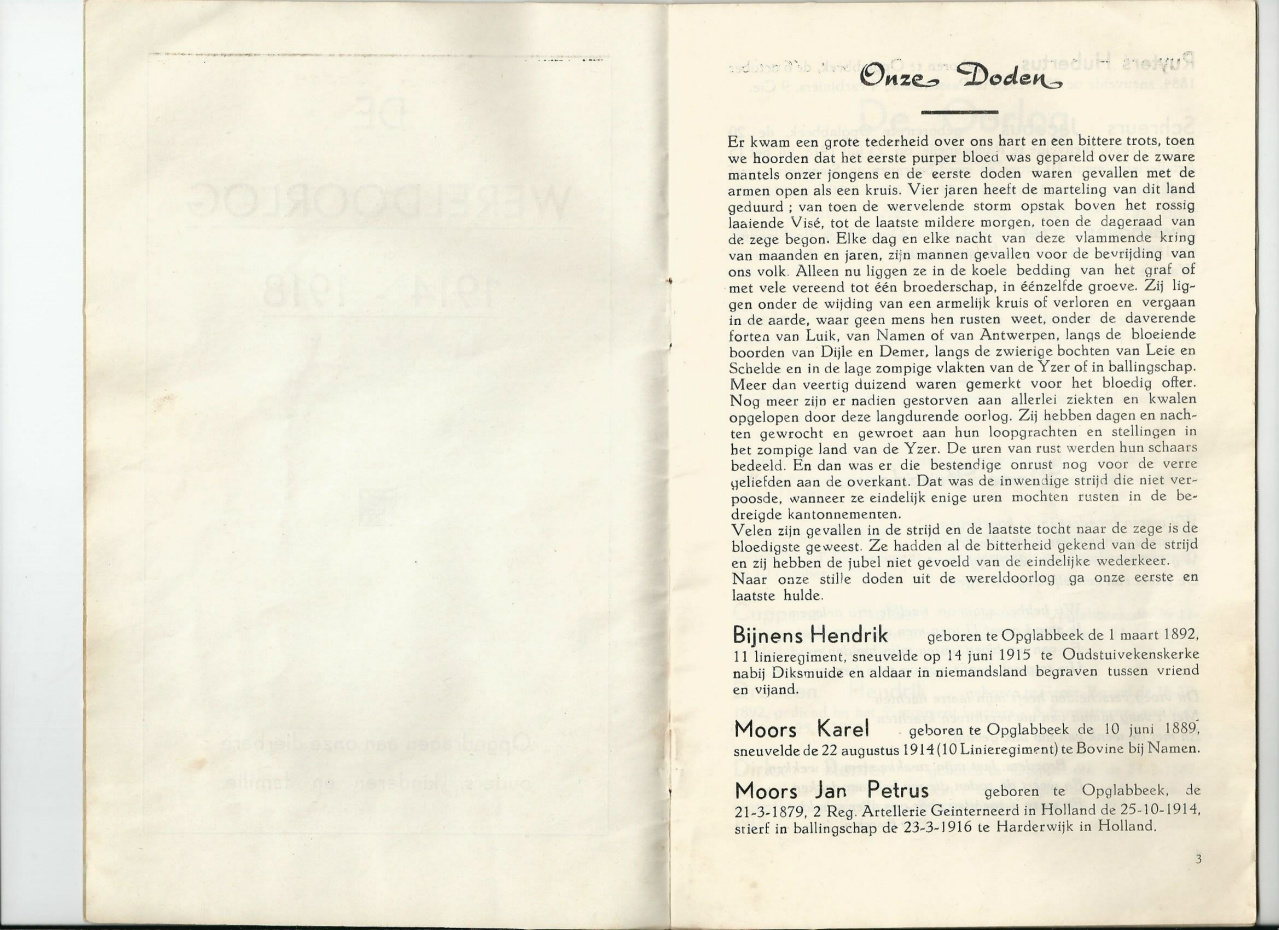 Onze Doden
Er kwam een grote tederheid over ons hart en een bittere trots, toen
we hoorden dat het eerste purper bloed was gepareld over de zware
mantels onzer jongens en de eerste doden waren gevallen met de
armen open als een kruis. Vier jaren heeft de marteling van dit land
geduurd ; van toen de wervelende storm opstak boven het rossig
laaiende Visé, tot de laatste mildere morgen, toen de dageraad van
de zege begon. Elke dag en elke nacht van deze vlammende kring
van maanden en jaren, zijn mannen gevallen voor de bevrijding van
ons volk. Alleen nu liggen ze in de koele bedding van het graf of
met vele vereend tot één broederschap, in éénzelfde groeve. Zij lig-
gen onder de wijding van een armelijk kruis of verloren en vergaan
in de aarde, waar geen mens hen rusten weet, onder de daverende
forten van Luik, van Namen of van Antwerpen, langs de bloeiende
boorden van Dijle en Demer, langs de zwierige bochten van Leie en
Schelde en in de lage zompige vlakten van de Yzer of in ballingschap.
Meer dan veertig duizend waren gemerkt voor het bloedig offer.
Nog meer zijn er nadien gestorven aan allerlei ziekten en kwalen
opgelopen door deze langdurende oorlog. Zij hebben dagen en nach-
ten gewrocht en gewroet aan hun loopgrachten en stellingen in
het zompige land van de Yzer. De uren van rust werden hun schaars
bedeeld. En dan was er die bestendige onrust nog voor de verre
geliefden aan de overkant. Dat was de inwendige strijd die niet ver-
poosde, wanneer ze eindelijk enige uren mochten rusten in de be-
dreigde kantonnementen.
Velen zijn gevallen in de strijd en de laatste tocht naar de zege is de
bloedigste geweest. Ze hadden al de bitterheid gekend van de strijd
en zij hebben de jubel niet gevoeld van de eindelijke wederkeer.
Naar onze stille doden uit de wereldoorlog ga onze eerste en
laatste hulde.
Bijnens Hendrik geboren te Opglabbeek de 1 maart 1892,
11 linieregiment, sneuvelde op 14 juni 1915 te Oudstuivekenskerke
nabij Diksmuide en aldaar in niemandsland begraven tussen vriend
en vijand.
Moors Karel geboren te Opglabbeek de 10 juni 1889,
sneuvelde de 22 augustus 1914 (10 Linieregiment) te Bovine bij Namen.
Moors Jan Petrus geboren te Opglabbeek, de
21-3-1879, 2 Reg. Artellerie Geinterneerd in Holland de 25-10-1914,
stierf in ballingschap de 23-3-1916 te Harderwijk in Holland.
3